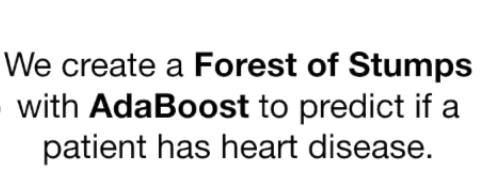 We create a Forest of Stumps
with AdaBoost to predict if a
patient has heart disease.